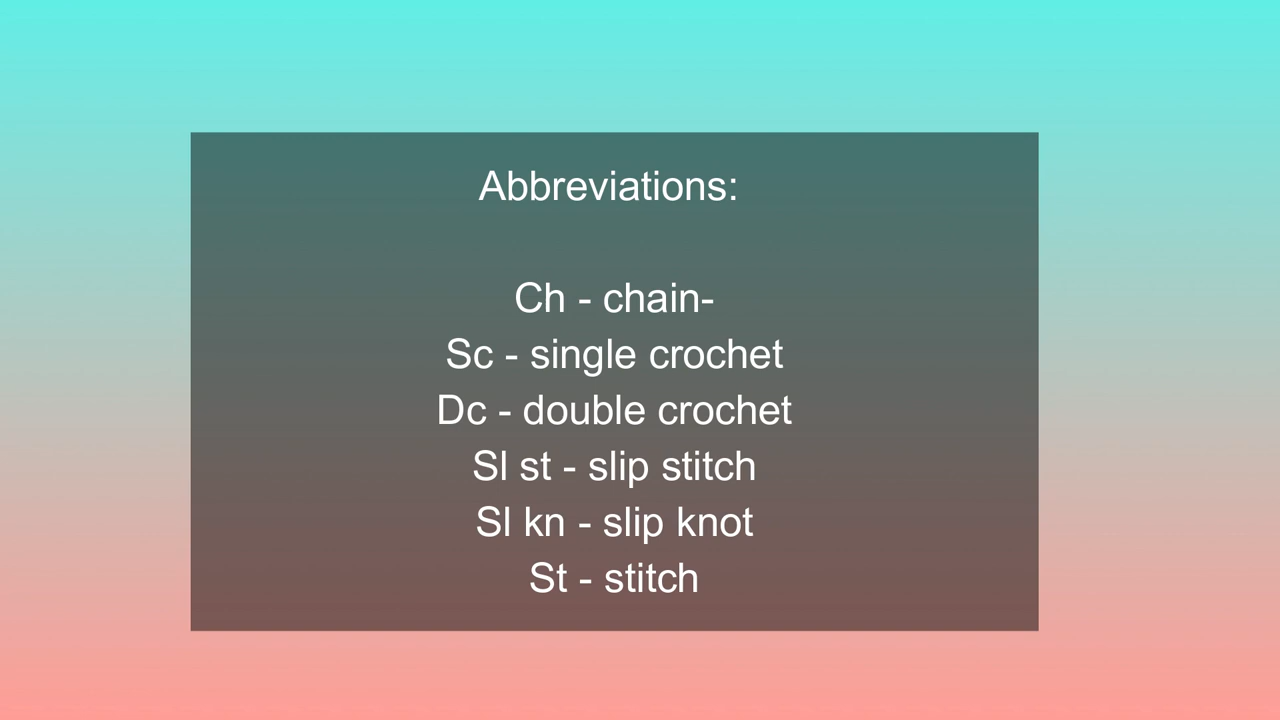 Abbreviations:
Ch - chain-
Sc - single crochet
Dc - double crochet
Sl st - slip stitch
Sl kn - slip knot
St - stitch